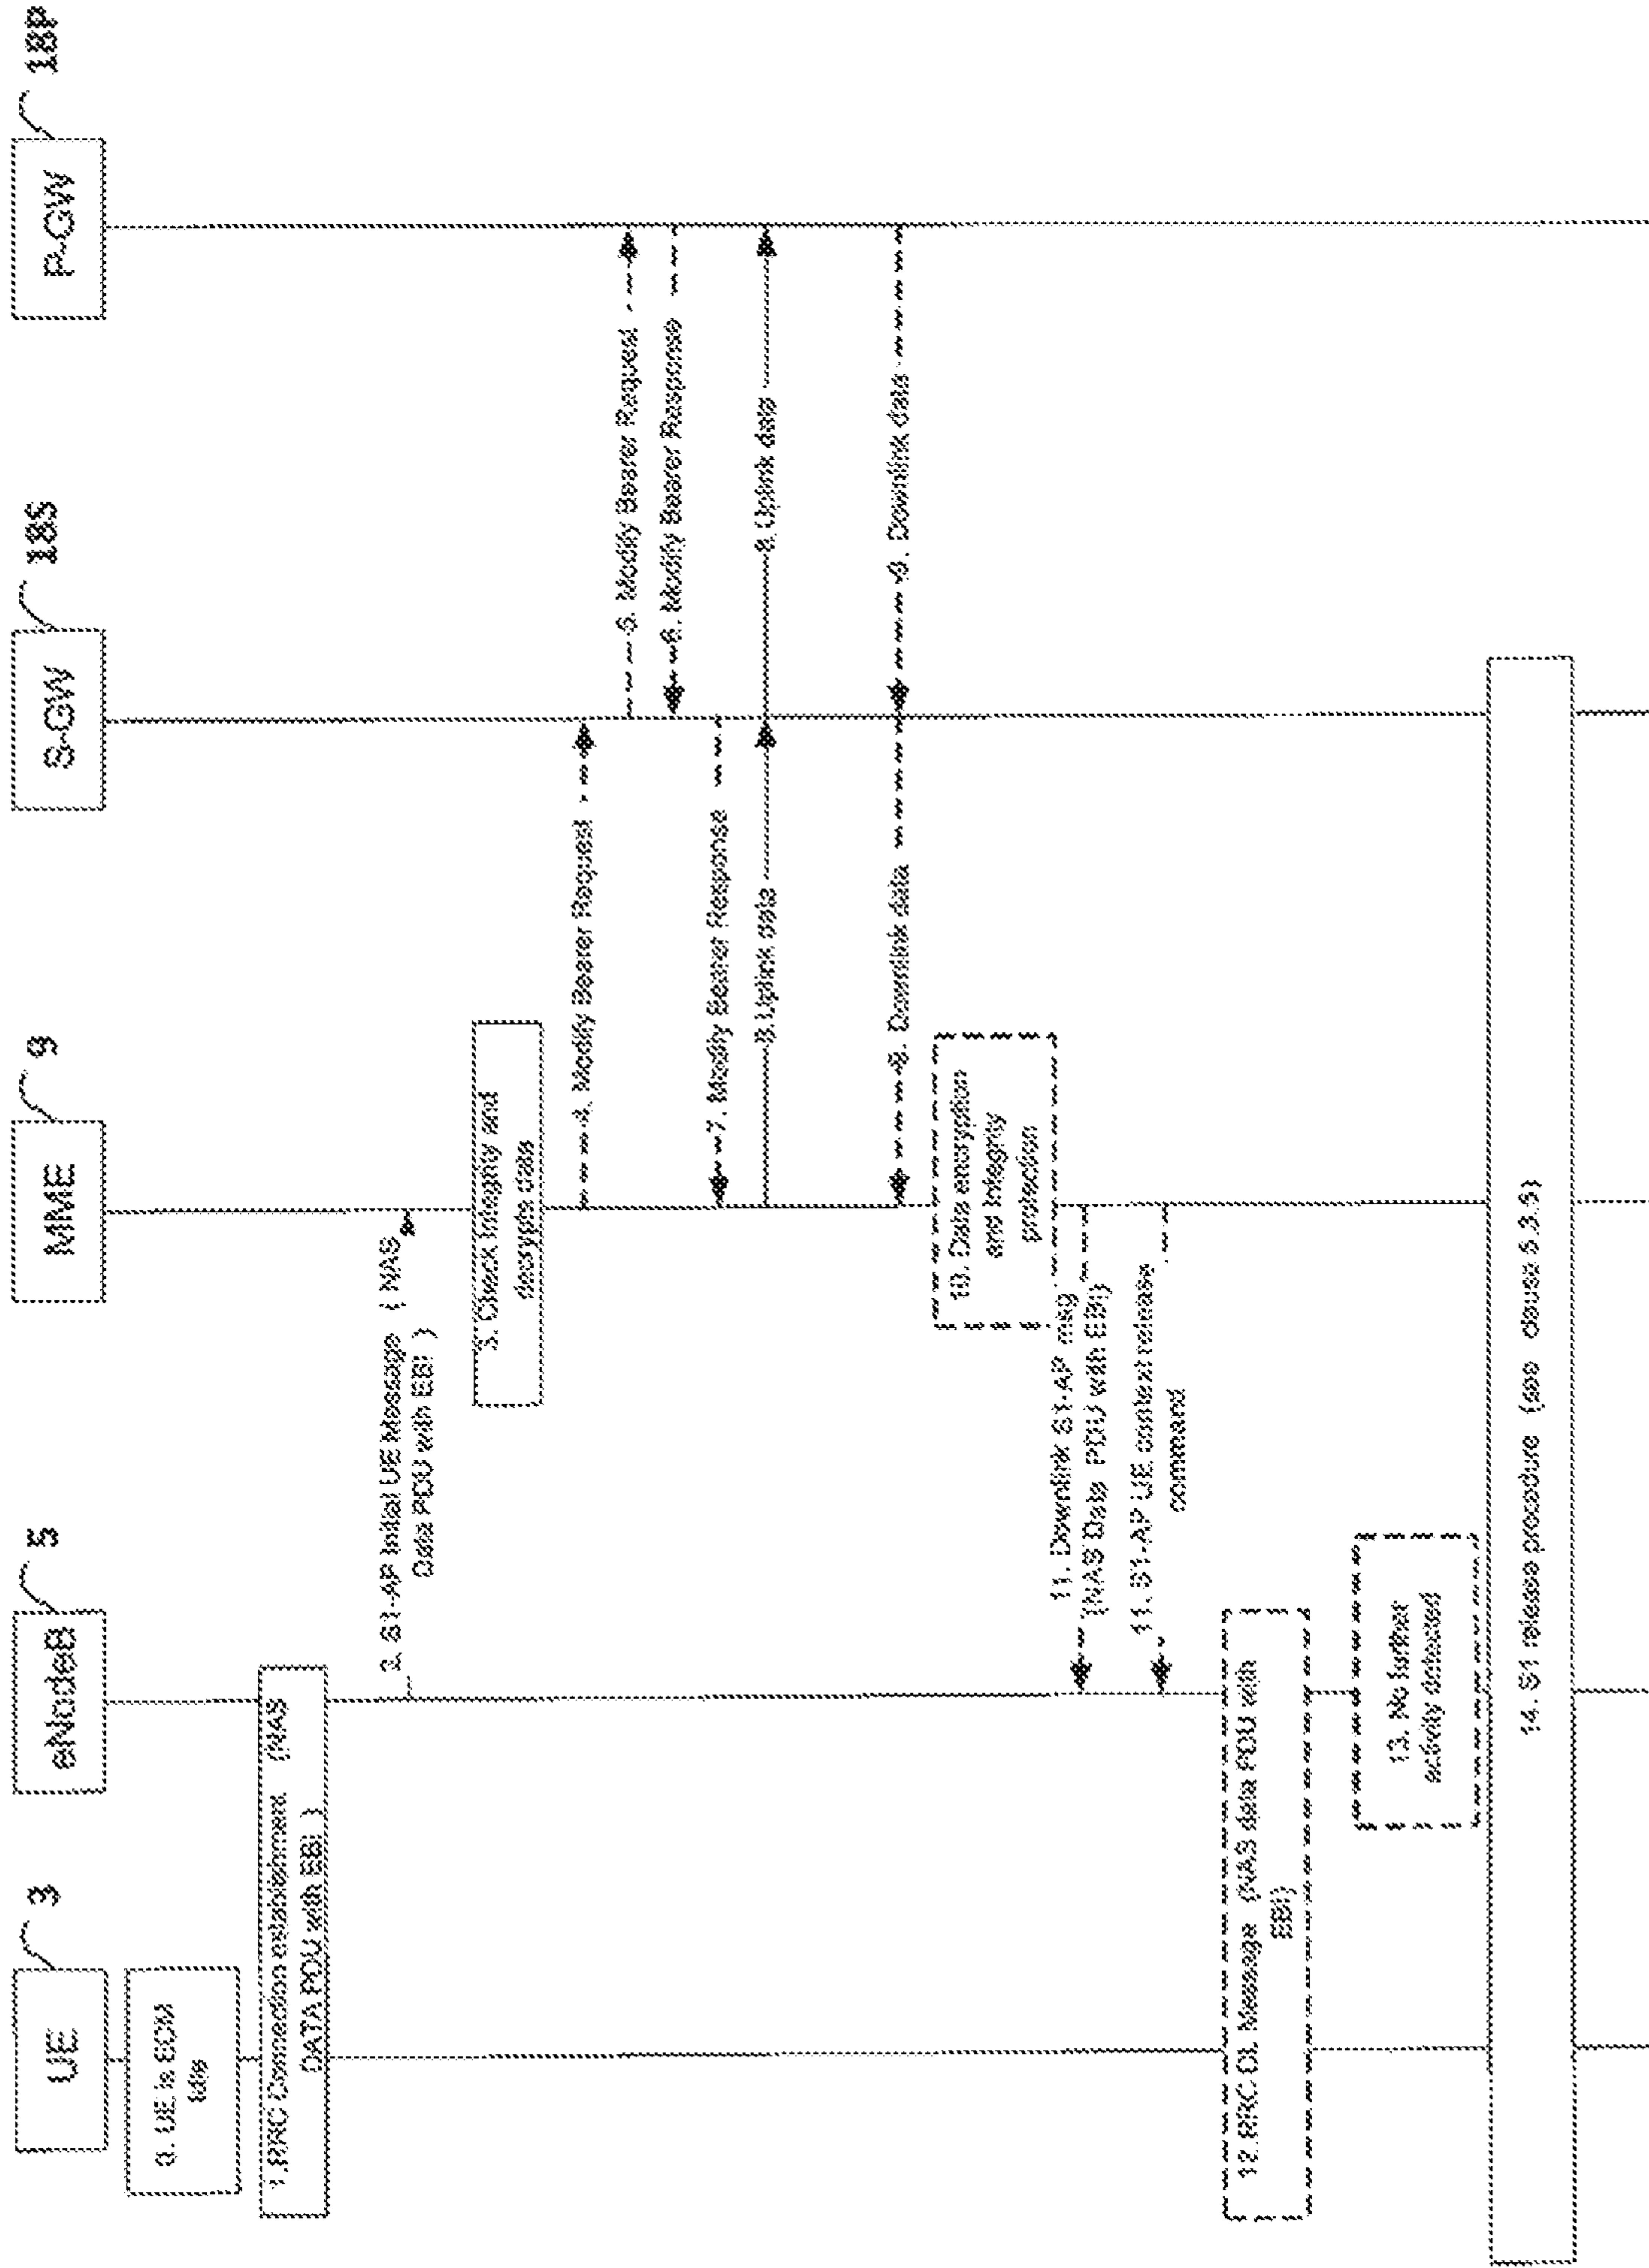 UE
3
eNodeB
5
MME
9
S-GW
18S
P-GW
18P
0. UE is ECM
Idle
1.RRC Connection establishment (NAS
DATA PDU with EBI )
2. S1-AP Initial UE Message ( NAS
Data PDU with EBI )
3. Check Integrity and
decrypts data
4. Modify Bearer Request
5. Modify Bearer Request
6. Modify Bearer Response
7. Modify Bearer Response
8.Uplink data
8.Uplink data
9. Downlink data
9. Downlink data
10. Data encryption
and Integrity
protection
11. Downlink S1-AP msg
(NAS Data PDU with EBI)
11. S1-AP UE context release
command
12. RRC DL Message (NAS data PDU with
EBI)
13. No further
activity detected
14. S1 release procedure (see clause 5.3.5)